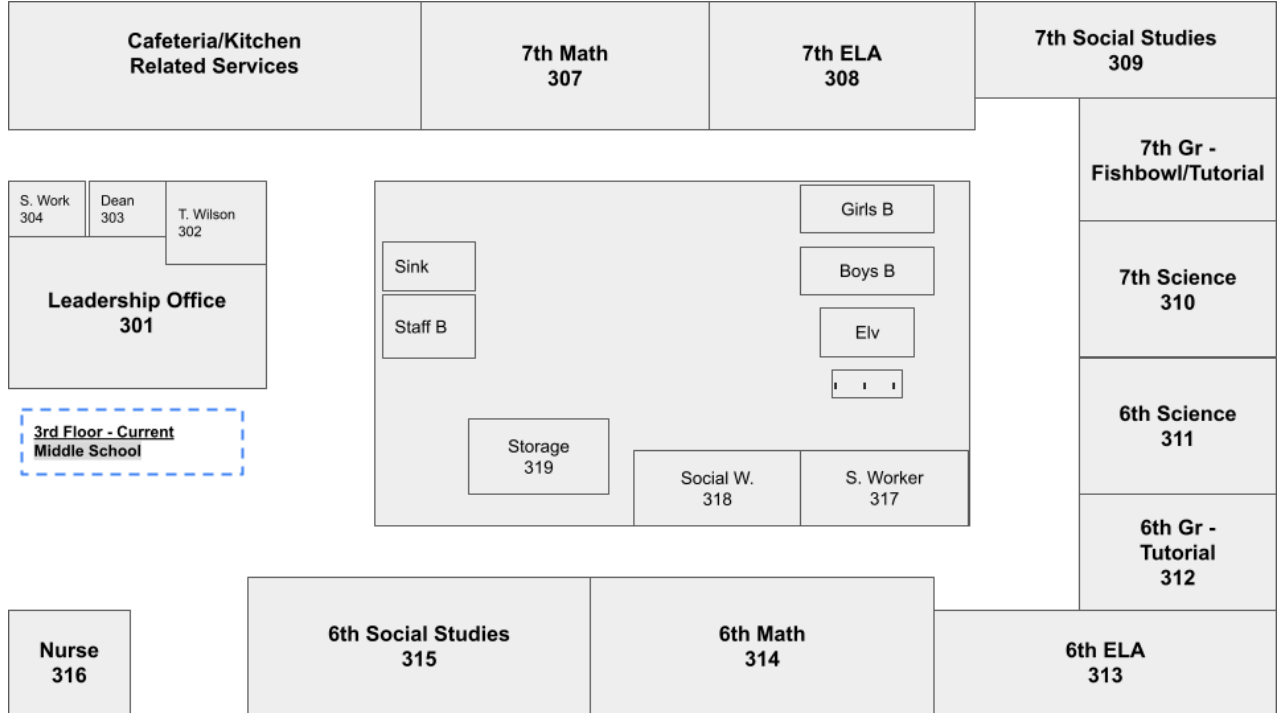 Cafeteria/Kitchen
Related Services
7th Math
307
7th ELA
308
7th Social Studies
309
7th Gr -
Fishbowl/Tutorial
S. Work
304
Dean
303
T. Wilson
302
Leadership Office
301
Girls B
Boys B
Sink
Staff B
Elv
7th Science
310
6th Science
311
3rd Floor - Current
Middle School
Storage
319
Social W.
318
S. Worker
317
6th Gr -
Tutorial
312
Nurse
316
6th Social Studies
315
6th Math
314
6th ELA
313